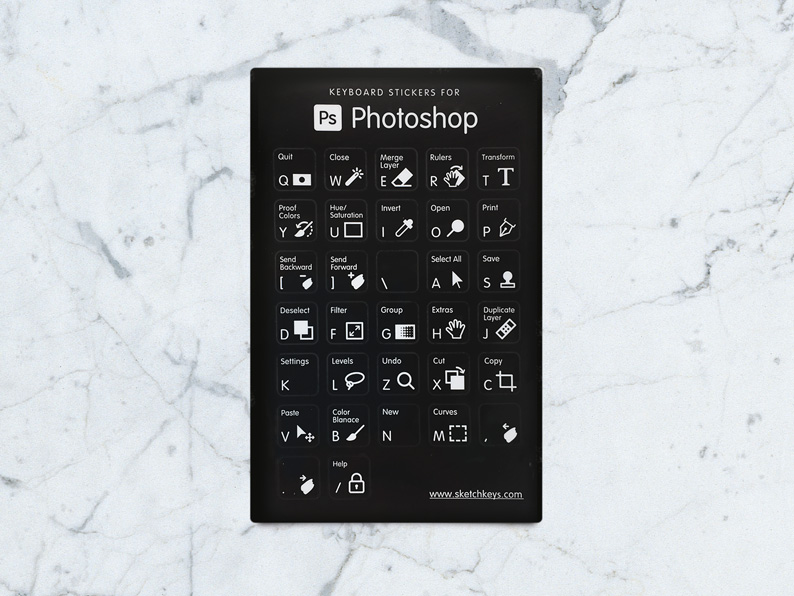 KEYBOARD STICKERS FOR
Ps Photoshop
Quit
Q
Close
W
Merge
Layer
E
Rulers
R
Transform
T T
Proof
Colors
Y
Hue/
Saturation
U
Invert
I
Open
O
Print
P
Send
Backward
[
Send
Forward
]
\
Select All
A
Save
S
Deselect
D
Filter
F
Group
G
Extras
H
Duplicate
Layer
J
Settings
K
Levels
L
Undo
Z
Cut
X
Copy
C
Paste
V
Color
Blanace
B
New
N
Curves
M
,
.
Help
/
www.sketchkeys.com